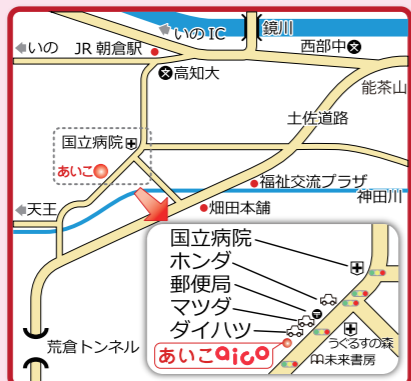 いの IC
鏡川
いの
JR 朝倉駅
西部中
高知大
能茶山
土佐道路
国立病院
あいこ
福祉交流プラザ
神田川
天王
畑田本舗
国立病院
ホンダ
郵便局
マツダ
ダイハツ
うぐるすの森
未来書房
荒倉トンネル
あいこaico